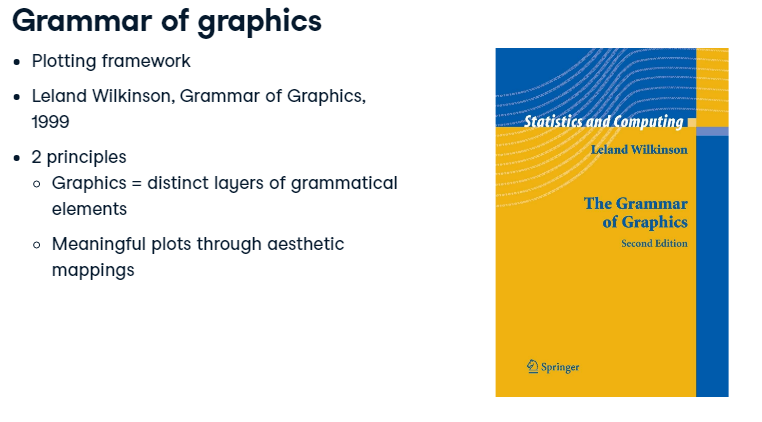 Grammar of graphics
• Plotting framework
• Leland Wilkinson, Grammar of Graphics,
1999
• 2 principles
○ Graphics = distinct layers of grammatical
elements
○ Meaningful plots through aesthetic
mappings
Statistics and Computing
Leland Wilkinson
The Grammar
of Graphics
Second Edition
Springer